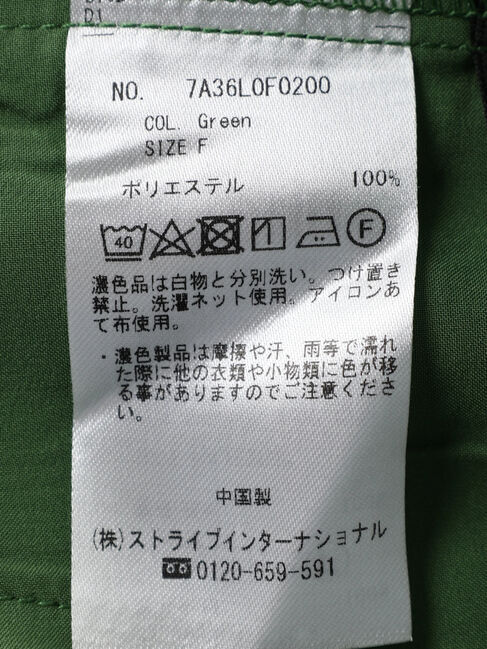 D1
NO. 7A36L0F0200
COL. Green
SIZE F
ポリエステル 100%
40 F
濃色品は白物と分別洗い。つけ置き
禁止。洗濯ネット使用。アイロンあ
て布使用。
・濃色製品は摩擦や汗、雨等で濡れ
た際に他の衣類や小物類に色が移
る事がありますのでご注意くださ
い。
中国製
(株)ストライプインターナショナル
0120-659-591